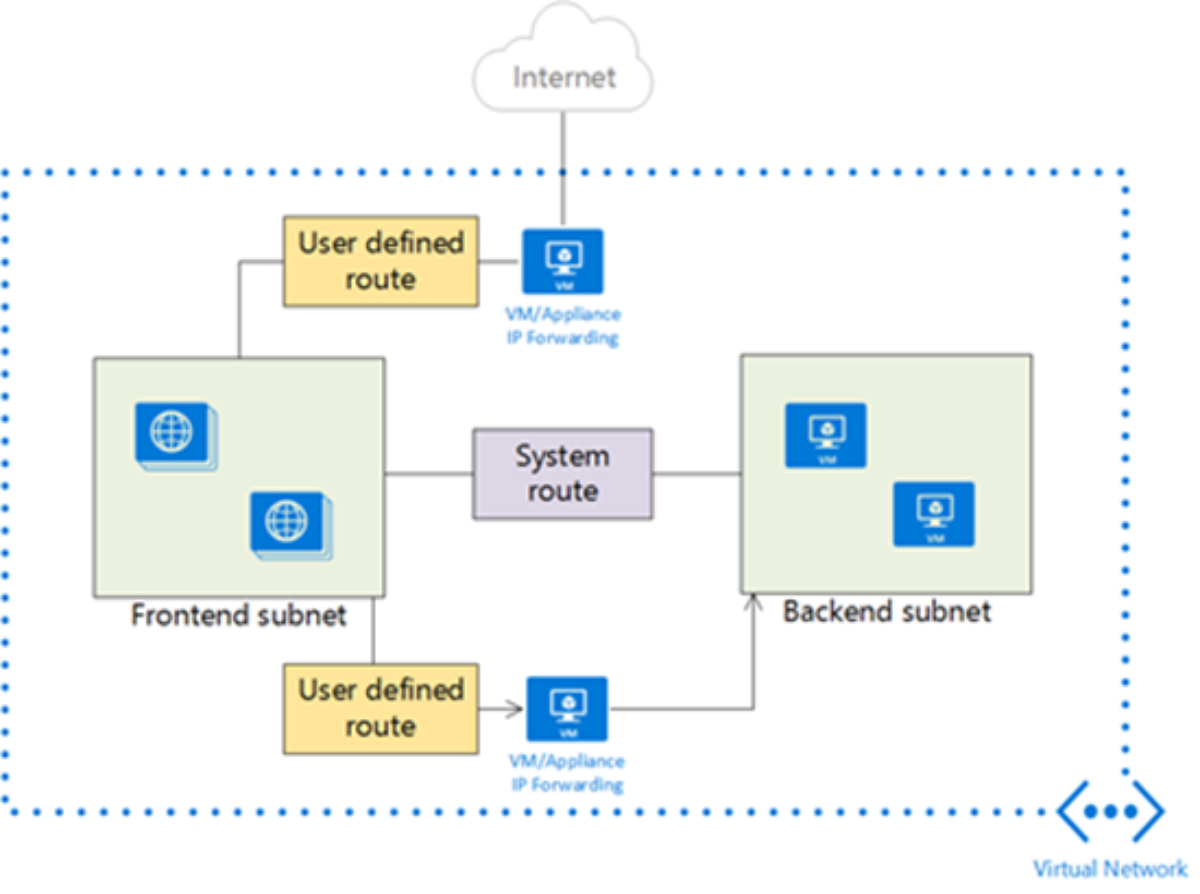 Internet
User defined
route
VM
VM/Appliance
IP Forwarding
System
route
VM
VM
Frontend subnet
Backend subnet
User defined
route
VM
VM/Appliance
IP Forwarding
Virtual Network